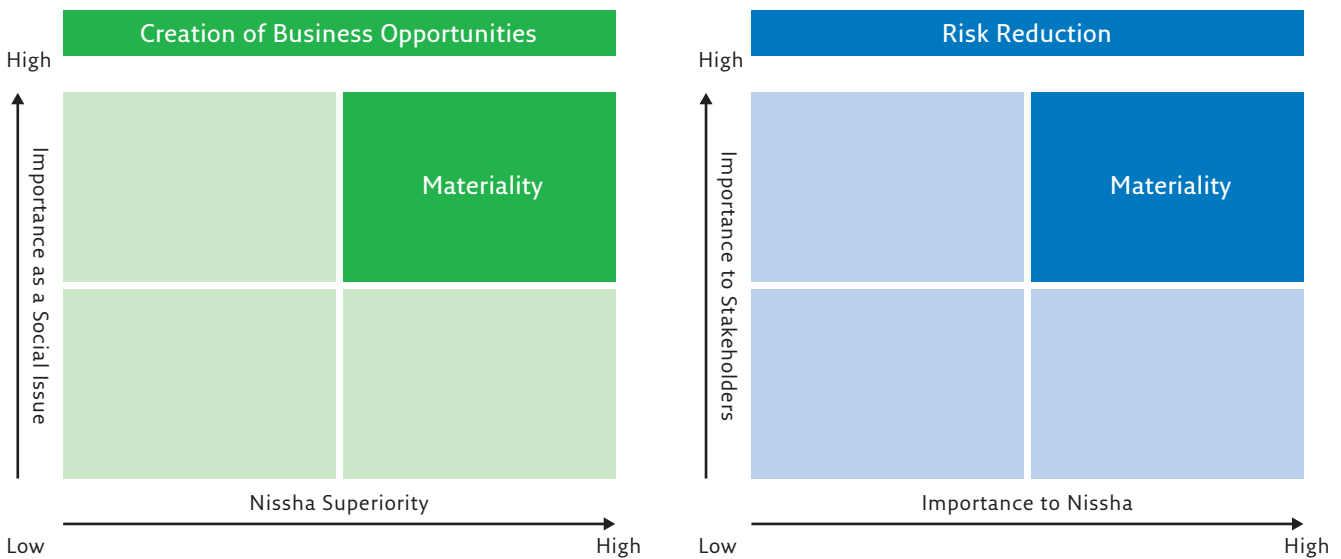 Creation of Business Opportunities
High
Importance as a Social Issue
Materiality
Nissha Superiority
Low
High
Risk Reduction
High
Importance to Stakeholders
Materiality
Importance to Nissha
Low
High